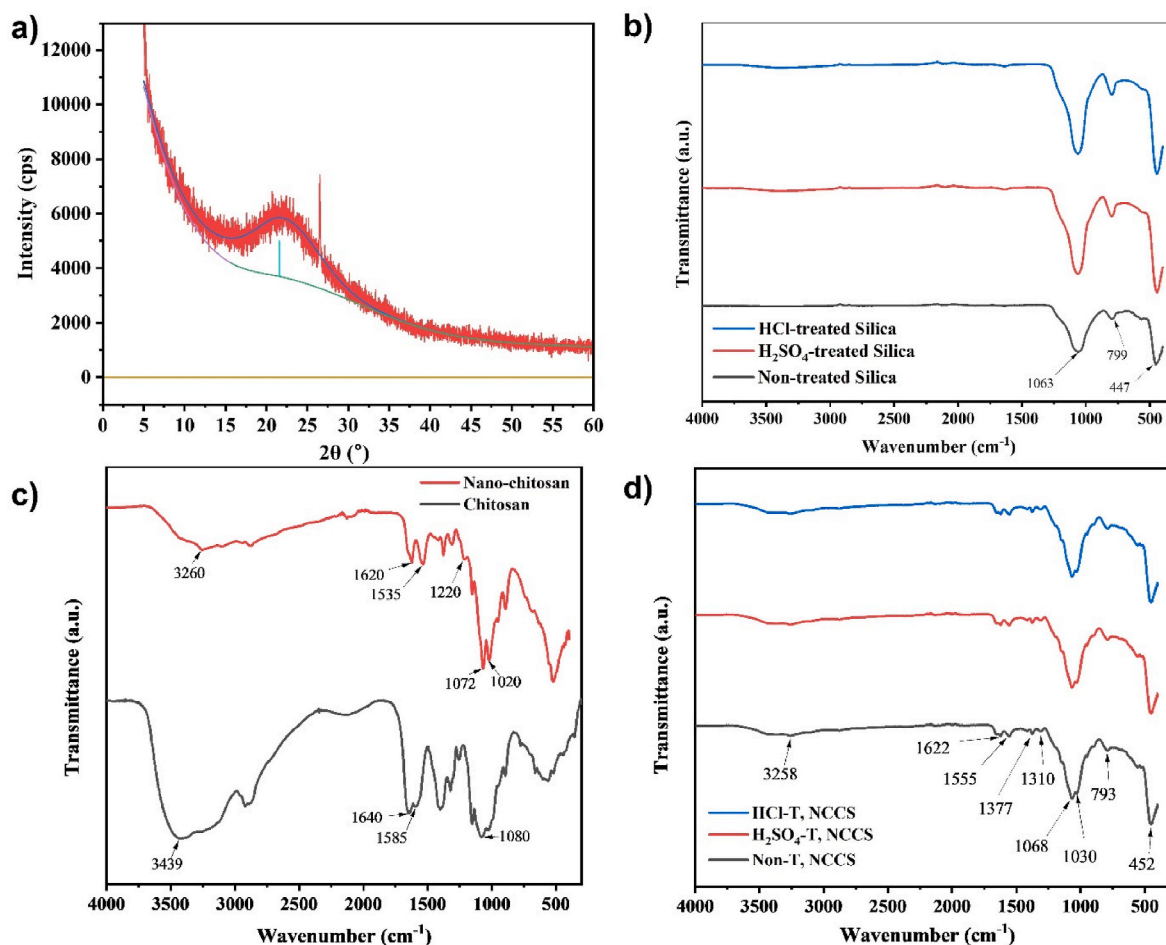 a)
12000
10000
8000
6000
4000
2000
0
Intensity (cps)
0 5 10 15 20 25 30 35 40 45 50 55 60
2θ (°)
b)
Transmittance (a.u.)
HCl-treated Silica
H₂SO₄-treated Silica
Non-treated Silica
1063
799
447
4000 3500 3000 2500 2000 1500 1000 500
Wavenumber (cm⁻¹)
c)
Nano-chitosan
Chitosan
Transmittance (a.u.)
3260
1620
1535
1220
1072
1020
3439
1640
1585
1080
4000 3500 3000 2500 2000 1500 1000 500
Wavenumber (cm⁻¹)
d)
Transmittance (a.u.)
3258
1622
1555
1377
1310
1068
1030
793
452
HCl-T, NCCS
H₂SO₄-T, NCCS
Non-T, NCCS
4000 3500 3000 2500 2000 1500 1000 500
Wavenumber (cm⁻¹)